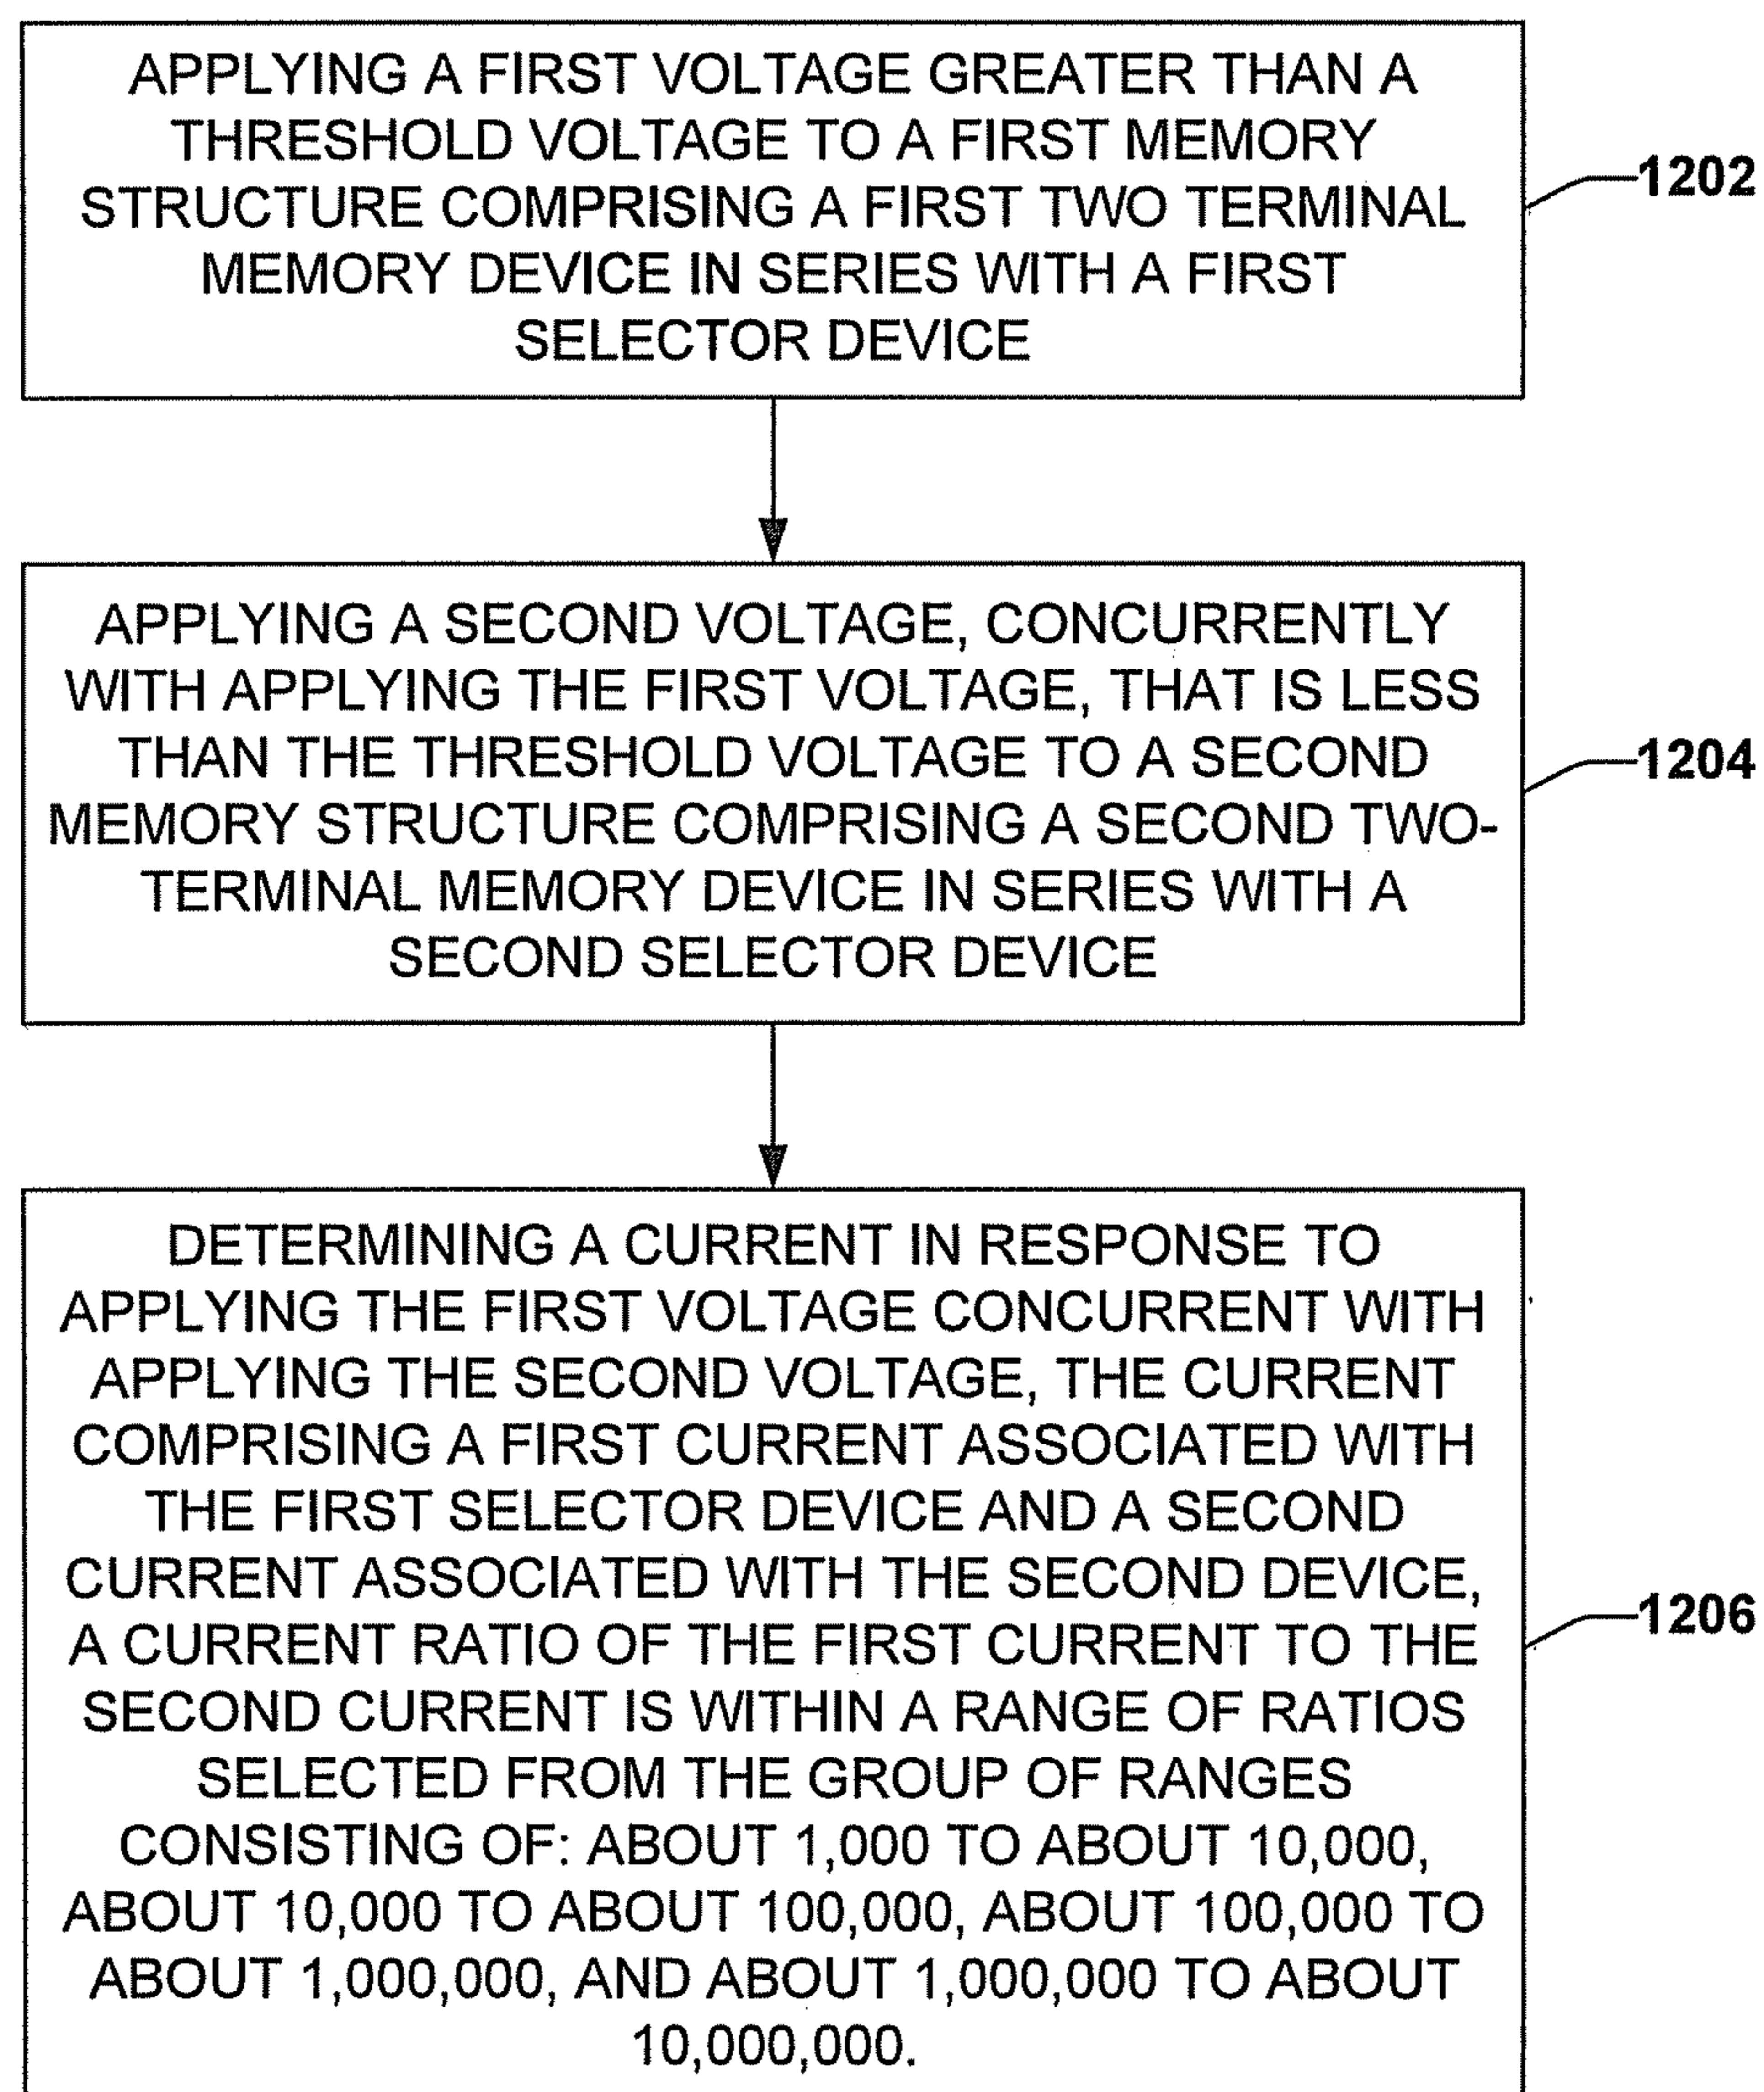 APPLYING A FIRST VOLTAGE GREATER THAN A
THRESHOLD VOLTAGE TO A FIRST MEMORY
STRUCTURE COMPRISING A FIRST TWO TERMINAL
MEMORY DEVICE IN SERIES WITH A FIRST
SELECTOR DEVICE
1202
APPLYING A SECOND VOLTAGE, CONCURRENTLY
WITH APPLYING THE FIRST VOLTAGE, THAT IS LESS
THAN THE THRESHOLD VOLTAGE TO A SECOND
MEMORY STRUCTURE COMPRISING A SECOND TWO-
TERMINAL MEMORY DEVICE IN SERIES WITH A
SECOND SELECTOR DEVICE
1204
DETERMINING A CURRENT IN RESPONSE TO
APPLYING THE FIRST VOLTAGE CONCURRENT WITH
APPLYING THE SECOND VOLTAGE, THE CURRENT
COMPRISING A FIRST CURRENT ASSOCIATED WITH
THE FIRST SELECTOR DEVICE AND A SECOND
CURRENT ASSOCIATED WITH THE SECOND DEVICE,
A CURRENT RATIO OF THE FIRST CURRENT TO THE
SECOND CURRENT IS WITHIN A RANGE OF RATIOS
SELECTED FROM THE GROUP OF RANGES
CONSISTING OF: ABOUT 1,000 TO ABOUT 10,000,
ABOUT 10,000 TO ABOUT 100,000, ABOUT 100,000 TO
ABOUT 1,000,000, AND ABOUT 1,000,000 TO ABOUT
10,000,000.
1206